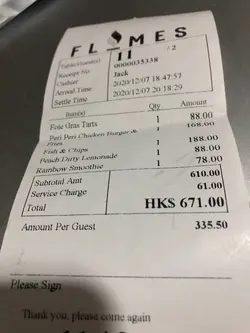 FLAMES
Table/Guest(s) 11 / 2
Receipt No 0000035338
Cashier Jack
Arrival Time 2020/12/07 18:47:57
Settle Time 2020/12/07 20:18:29
Item(s) Qty Amount
Foie Gras Tarts 1 88.00
Peri Peri Chicken Burger & 1 168.00
Fries
Fish & Chips 1 188.00
Peach Dirty Lemonade 1 88.00
Rainbow Smoothie 1 78.00
Subtotal Amt 610.00
Service Charge 61.00
Total HK$ 671.00
Amount Per Guest 335.50
Please Sign
Thank you, please come again